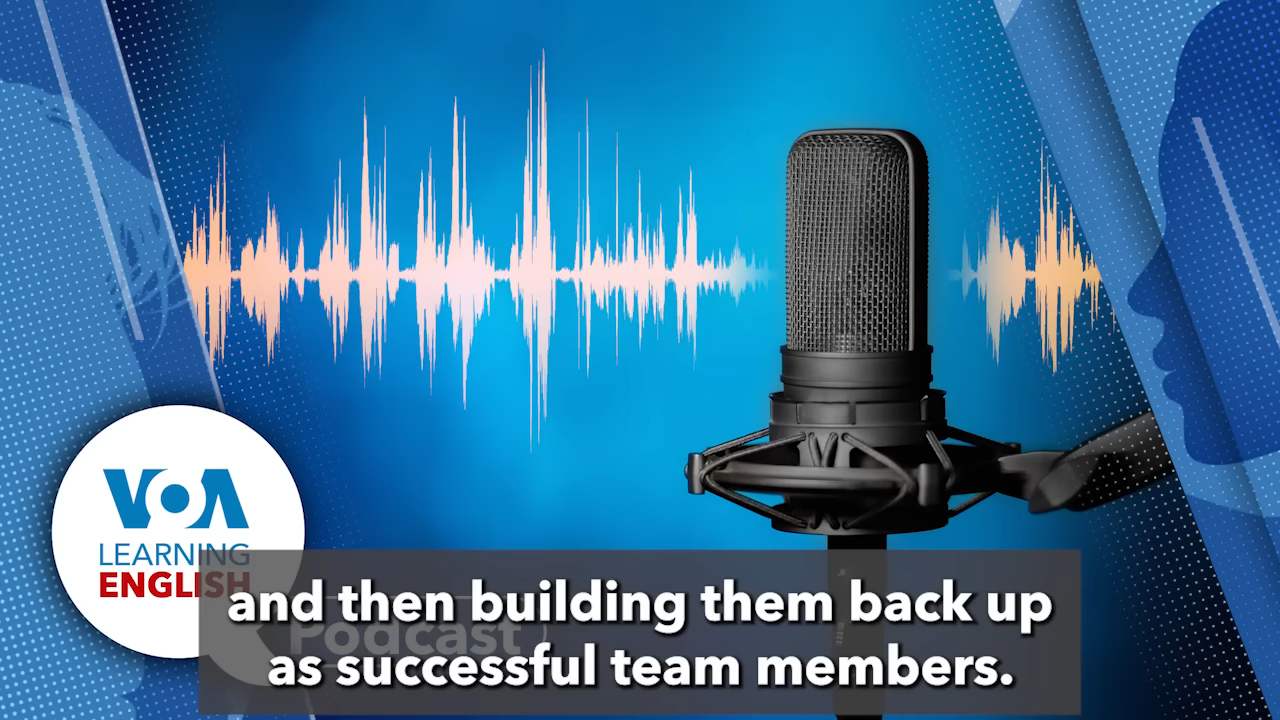 VOA
LEARNING
ENGLISH
Podcast
and then building them back up
as successful team members.